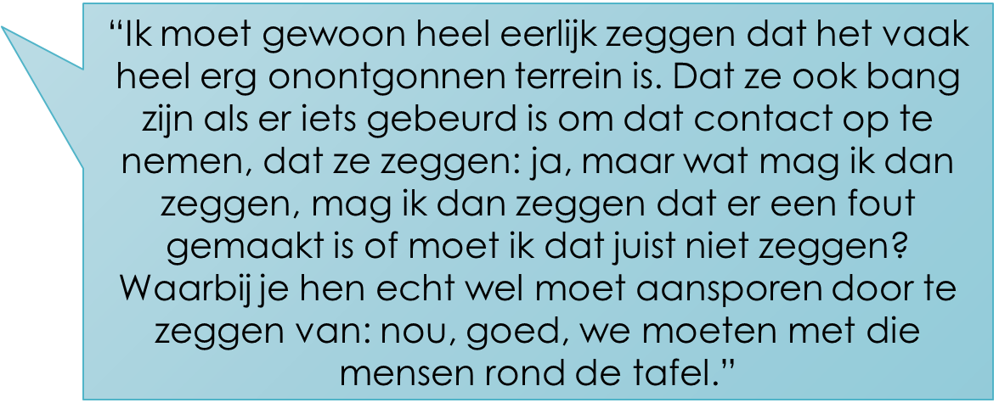 “Ik moet gewoon heel eerlijk zeggen dat het vaak
heel erg onontgonnen terrein is. Dat ze ook bang
zijn als er iets gebeurd is om dat contact op te
nemen, dat ze zeggen: ja, maar wat mag ik dan
zeggen, mag ik dan zeggen dat er een fout
gemaakt is of moet ik dat juist niet zeggen?
Waarbij je hen echt wel moet aansporen door te
zeggen van: nou, goed, we moeten met die
mensen rond de tafel.”